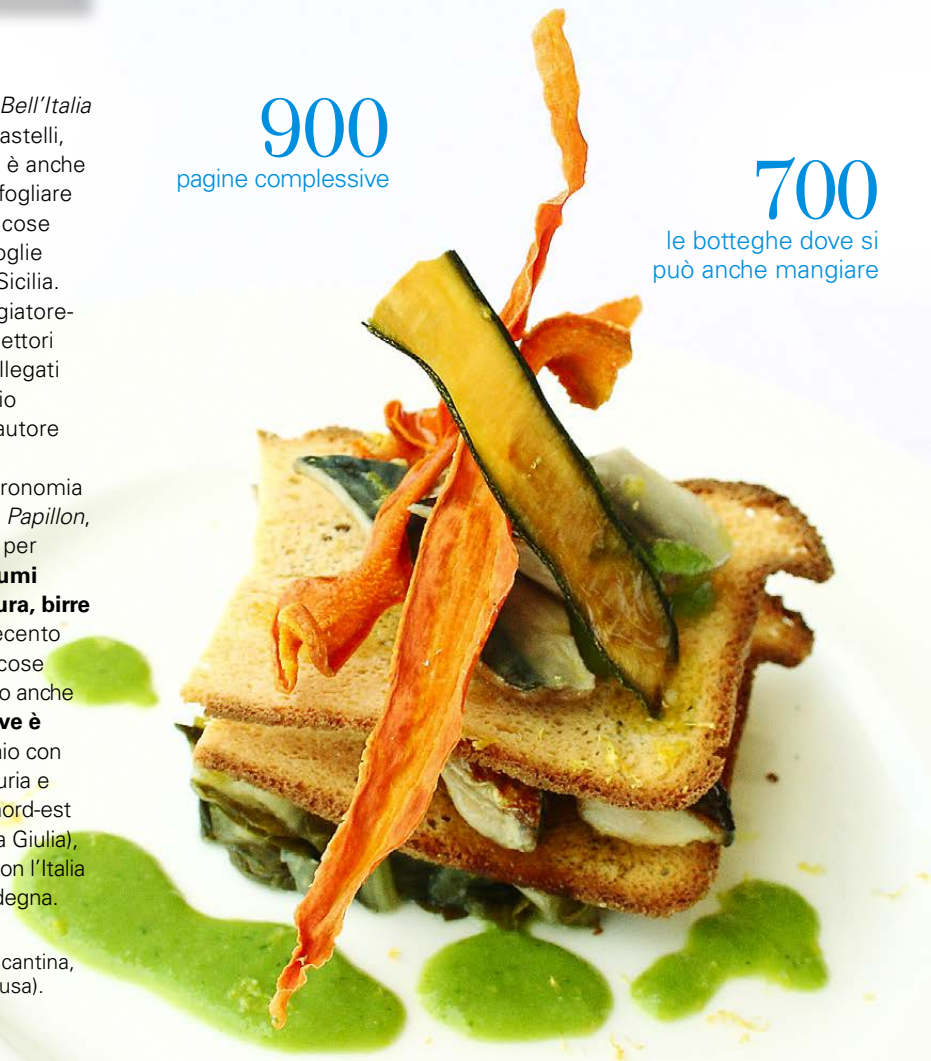 Bell’Italia
astelli,
è anche
fogliare
cose
oglie
Sicilia.
giatore-
ettori
llegati
io
autore
ronomia
Papillon,
per
umi
ura, birre
ecento
cose
o anche
ve è
nio con
uria e
nord-est
a Giulia),
on l’Italia
degna.
cantina,
usa).
900
pagine complessive
700
le botteghe dove si
può anche mangiare